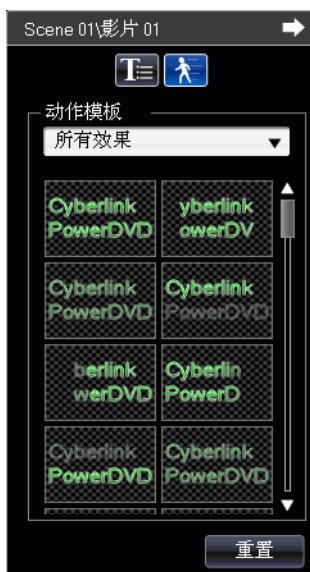 Scene 01\影片 01
T
动作模板
所有效果
Cyberlink
PowerDVD
yberlink
owerDV
Cyberlink
PowerDVD
Cyberlink
PowerDVD
berlink
werDVD
Cyberlin
PowerD
Cyberlink
PowerDVD
Cyberlink
PowerDVD
重置